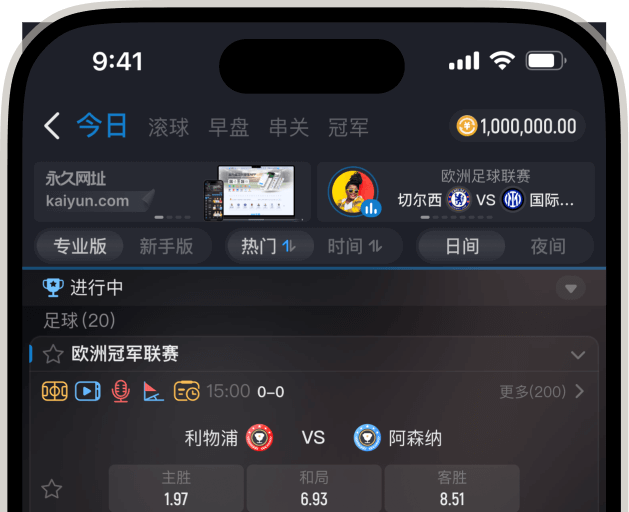 9:41
今日 滚球 早盘 串关 冠军 1,000,000.00
永久网址
kaiyun.com
欧洲足球联赛
切尔西 VS 国际...
专业版 新手版 热门 时间 日间 夜间
进行中
足球(20)
欧洲冠军联赛
15:00 0-0 更多(200)
利物浦 VS 阿森纳
主胜 和局 客胜
1.97 6.93 8.51